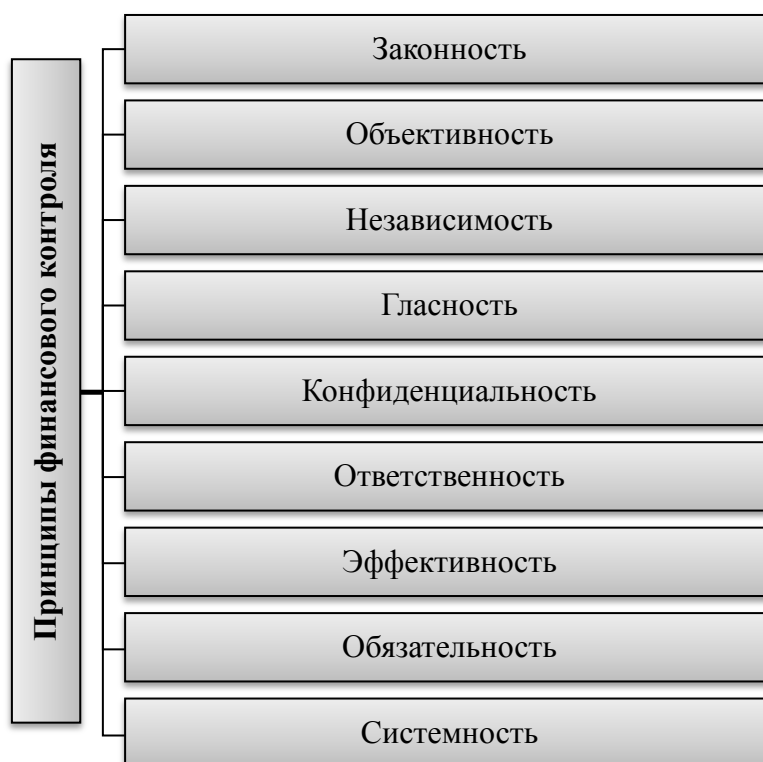 Принципы финансового контроля
Законность
Объективность
Независимость
Гласность
Конфиденциальность
Ответственность
Эффективность
Обязательность
Системность